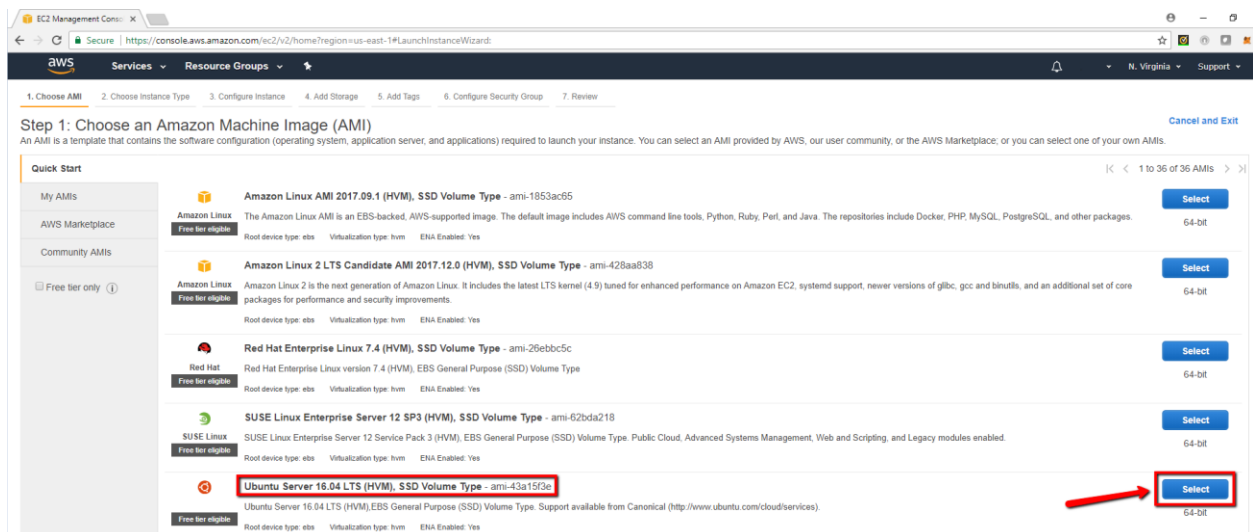 EC2 Management Conso
Secure | https://console.aws.amazon.com/ec2/v2/home?region=us-east-1#LaunchInstanceWizard:
aws Services Resource Groups N. Virginia Support
1. Choose AMI 2. Choose Instance Type 3. Configure Instance 4. Add Storage 5. Add Tags 6. Configure Security Group 7. Review
Step 1: Choose an Amazon Machine Image (AMI)
Cancel and Exit
An AMI is a template that contains the software configuration (operating system, application server, and applications) required to launch your instance. You can select an AMI provided by AWS, our user community, or the AWS Marketplace; or you can select one of your own AMIs.
Quick Start
1 to 36 of 36 AMIs
My AMIs
AWS Marketplace
Community AMIs
Free tier only
Amazon Linux
Free tier eligible
Amazon Linux AMI 2017.09.1 (HVM), SSD Volume Type - ami-1853ac65
The Amazon Linux AMI is an EBS-backed, AWS-supported image. The default image includes AWS command line tools, Python, Ruby, Perl, and Java. The repositories include Docker, PHP, MySQL, PostgreSQL, and other packages.
Root device type: ebs Virtualization type: hvm ENA Enabled: Yes
Select
64-bit
Amazon Linux
Free tier eligible
Amazon Linux 2 LTS Candidate AMI 2017.12.0 (HVM), SSD Volume Type - ami-428aa838
Amazon Linux 2 is the next generation of Amazon Linux. It includes the latest LTS kernel (4.9) tuned for enhanced performance on Amazon EC2, systemd support, newer versions of glibc, gcc and binutils, and an additional set of core
packages for performance and security improvements.
Root device type: ebs Virtualization type: hvm ENA Enabled: Yes
Select
64-bit
Red Hat
Free tier eligible
Red Hat Enterprise Linux 7.4 (HVM), SSD Volume Type - ami-26ebbc5c
Red Hat Enterprise Linux version 7.4 (HVM), EBS General Purpose (SSD) Volume Type
Root device type: ebs Virtualization type: hvm ENA Enabled: Yes
Select
64-bit
SUSE Linux
Free tier eligible
SUSE Linux Enterprise Server 12 SP3 (HVM), SSD Volume Type - ami-62bda218
SUSE Linux Enterprise Server 12 Service Pack 3 (HVM), EBS General Purpose (SSD) Volume Type. Public Cloud, Advanced Systems Management, Web and Scripting, and Legacy modules enabled.
Root device type: ebs Virtualization type: hvm ENA Enabled: Yes
Select
64-bit
Free tier eligible
Ubuntu Server 16.04 LTS (HVM), SSD Volume Type - ami-43a15f3e
Ubuntu Server 16.04 LTS (HVM),EBS General Purpose (SSD) Volume Type. Support available from Canonical (http://www.ubuntu.com/cloud/services).
Root device type: ebs Virtualization type: hvm ENA Enabled: Yes
Select
64-bit